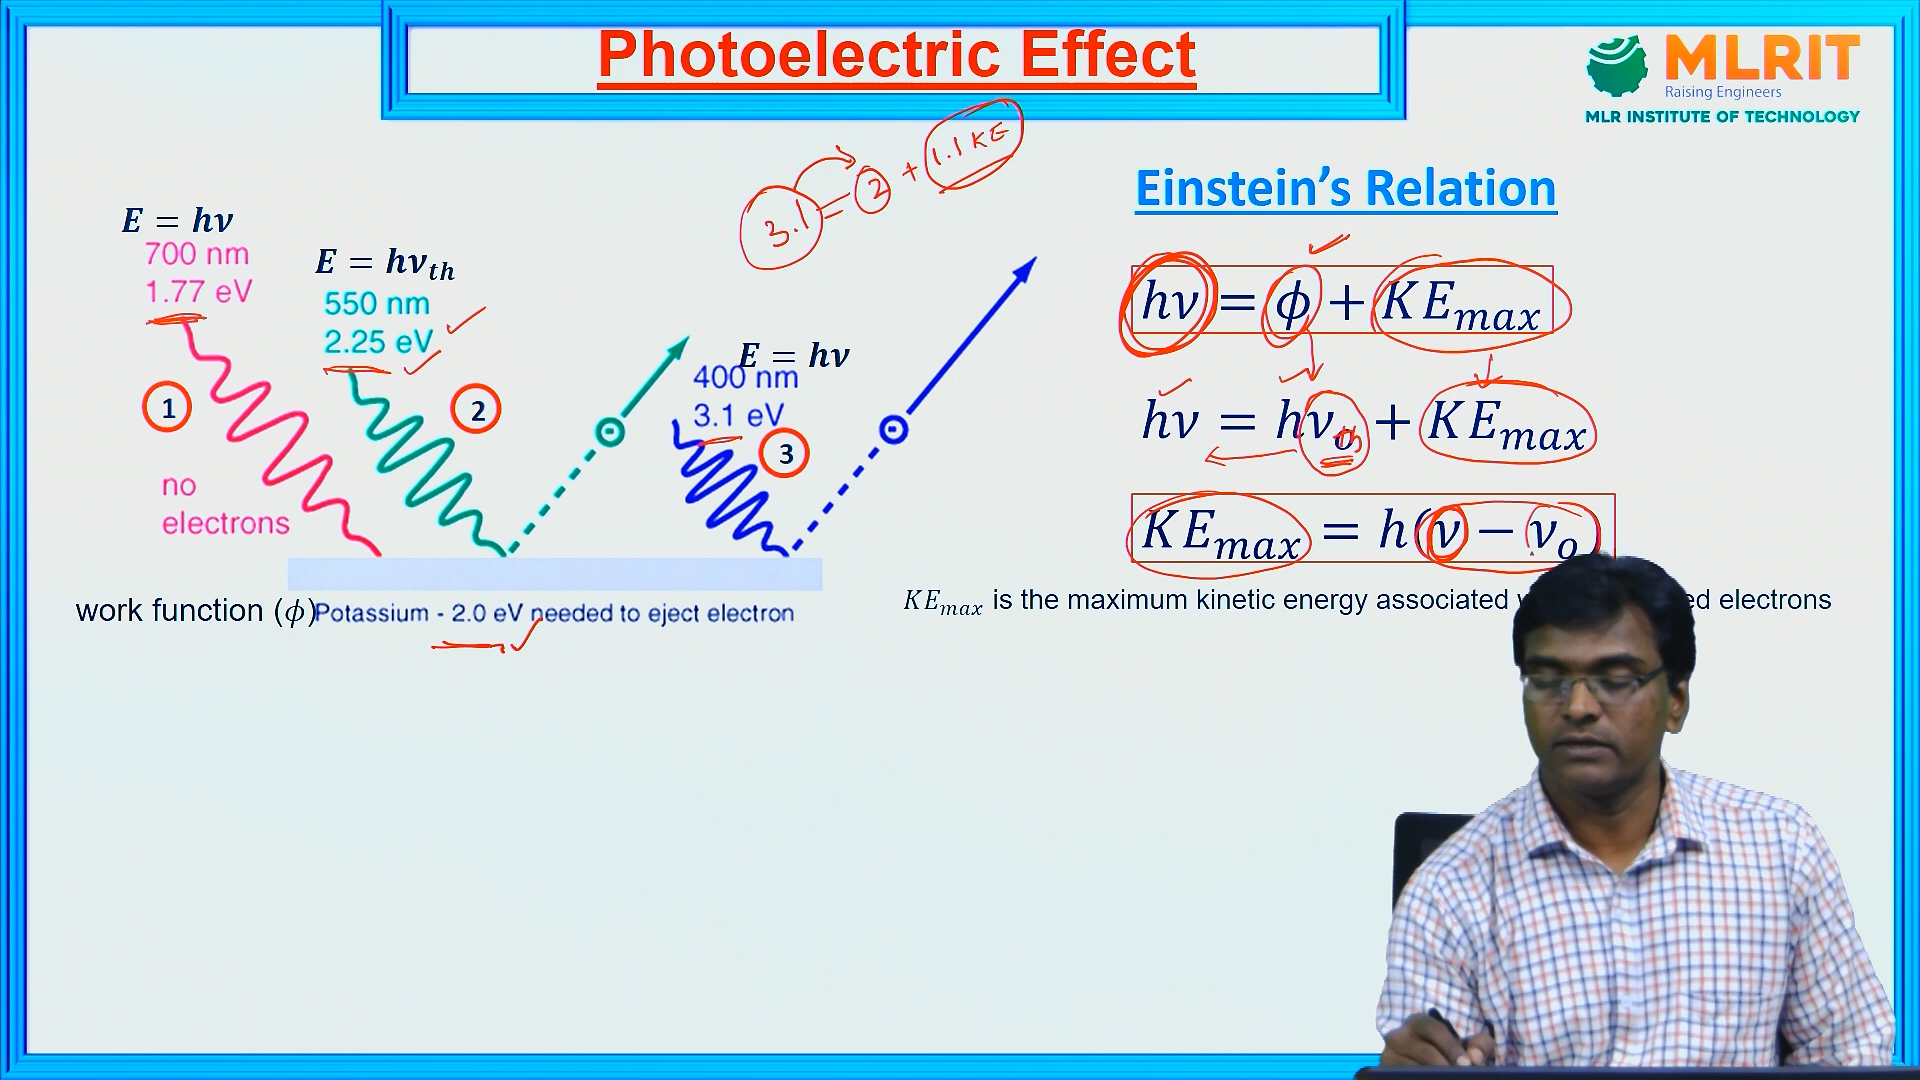 Photoelectric Effect
MLRIT
Raising Engineers
MLR INSTITUTE OF TECHNOLOGY
3.1 = 2 + 1.1 KE
E = hν
700 nm
1.77 eV
1
no
electrons
E = hν_th
550 nm
2.25 eV
2
E = hν
400 nm
3.1 eV
3
work function (ϕ)
Potassium - 2.0 eV needed to eject electron
Einstein’s Relation
hν = ϕ + KE_max
hν = hν_o + KE_max
th
KE_max = h(ν − ν_o)
KE_max is the maximum kinetic energy associated electrons